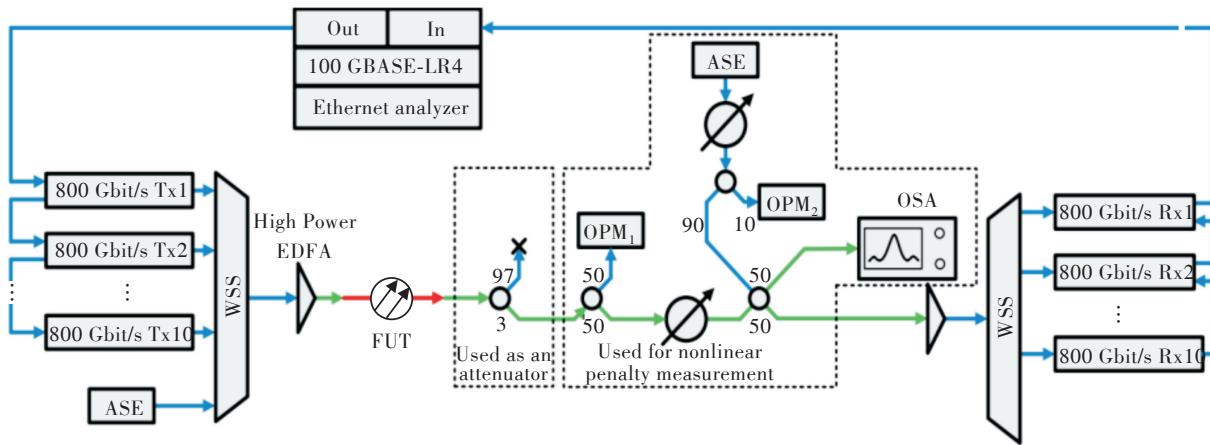 Out
In
100 GBASE-LR4
Ethernet analyzer
ASE
OPM₂
90
10
OSA
800 Gbit/s Tx1
800 Gbit/s Tx2
...
...
800 Gbit/s Tx10
ASE
WSS
High Power
EDFA
FUT
97
3
Used as an
attenuator
OPM₁
50
50
Used for nonlinear
penalty measurement
50
50
WSS
800 Gbit/s Rx1
800 Gbit/s Rx2
...
800 Gbit/s Rx10